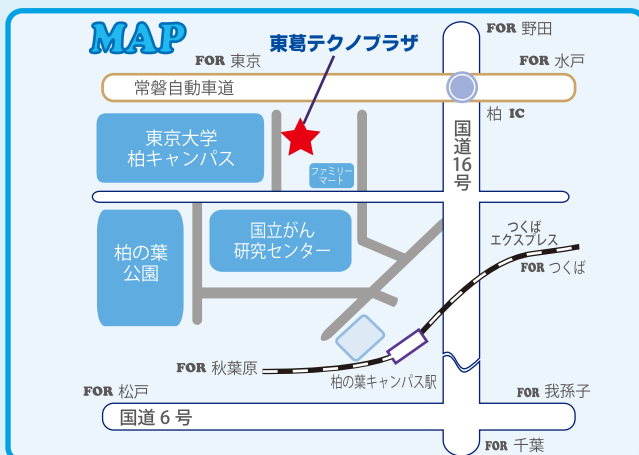 MAP
東葛テクノプラザ
FOR 野田
FOR 東京
FOR 水戸
常磐自動車道
柏 IC
東京大学
柏キャンパス
国道16号
ファミリー
マート
柏の葉
公園
国立がん
研究センター
つくば
エクスプレス
FOR つくば
FOR 秋葉原
柏の葉キャンパス駅
FOR 松戸
FOR 我孫子
国道 6 号
FOR 千葉